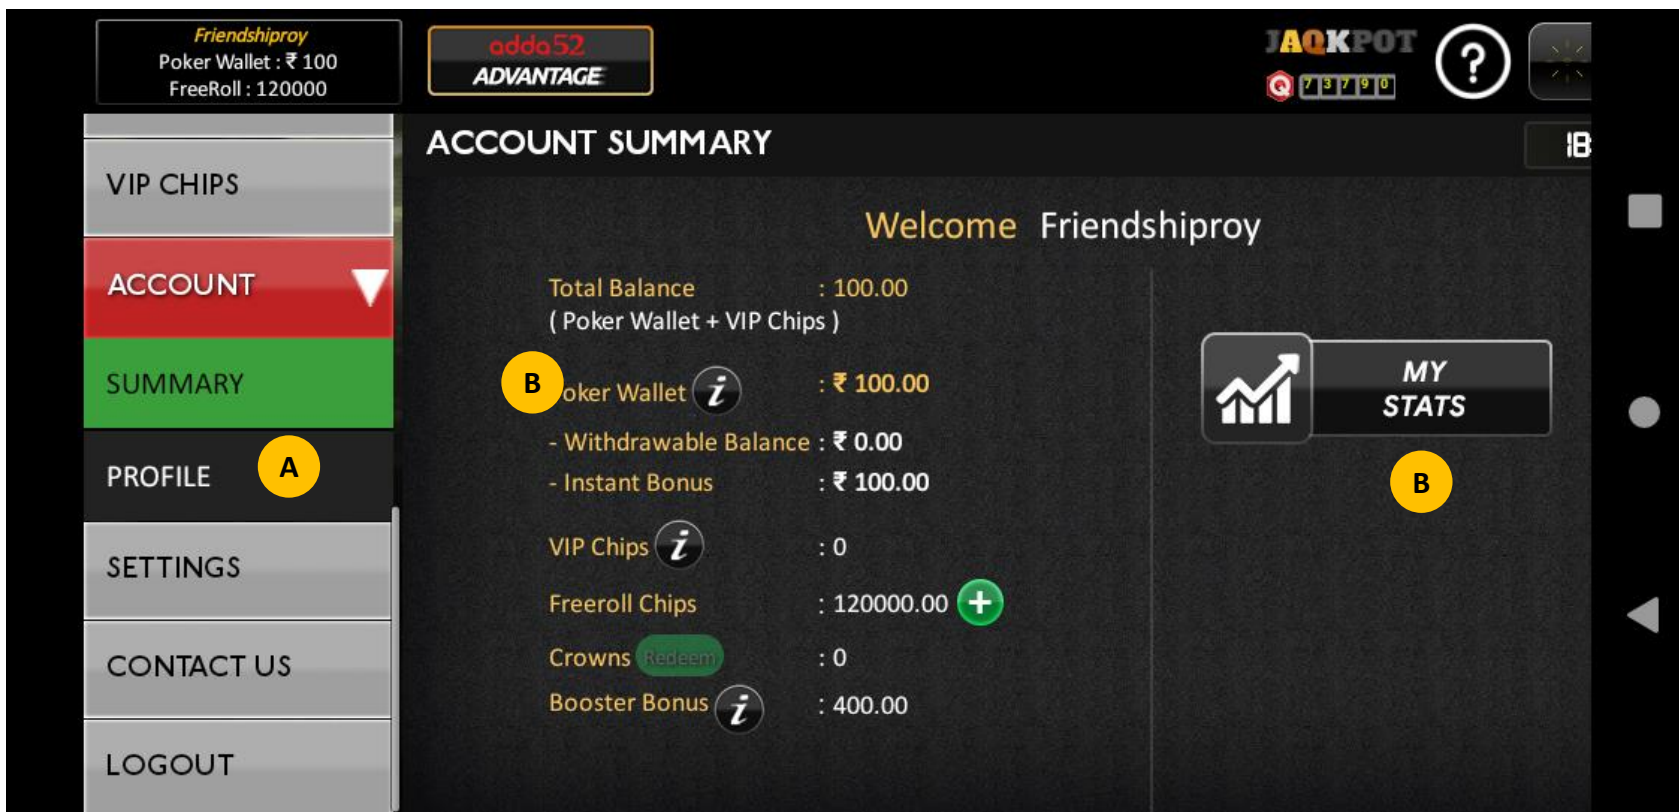 Friendshiproy
Poker Wallet : ₹ 100
FreeRoll : 120000
adda52
ADVANTAGE
JAQKPOT
Q 73790
?
VIP CHIPS
ACCOUNT
SUMMARY
PROFILE
A
SETTINGS
CONTACT US
LOGOUT
ACCOUNT SUMMARY
18:
Welcome Friendshiproy
Total Balance : 100.00
( Poker Wallet + VIP Chips )
B
oker Wallet i : ₹ 100.00
- Withdrawable Balance : ₹ 0.00
- Instant Bonus : ₹ 100.00
VIP Chips i : 0
Freeroll Chips : 120000.00 +
Crowns Redeem : 0
Booster Bonus i : 400.00
MY
STATS
B